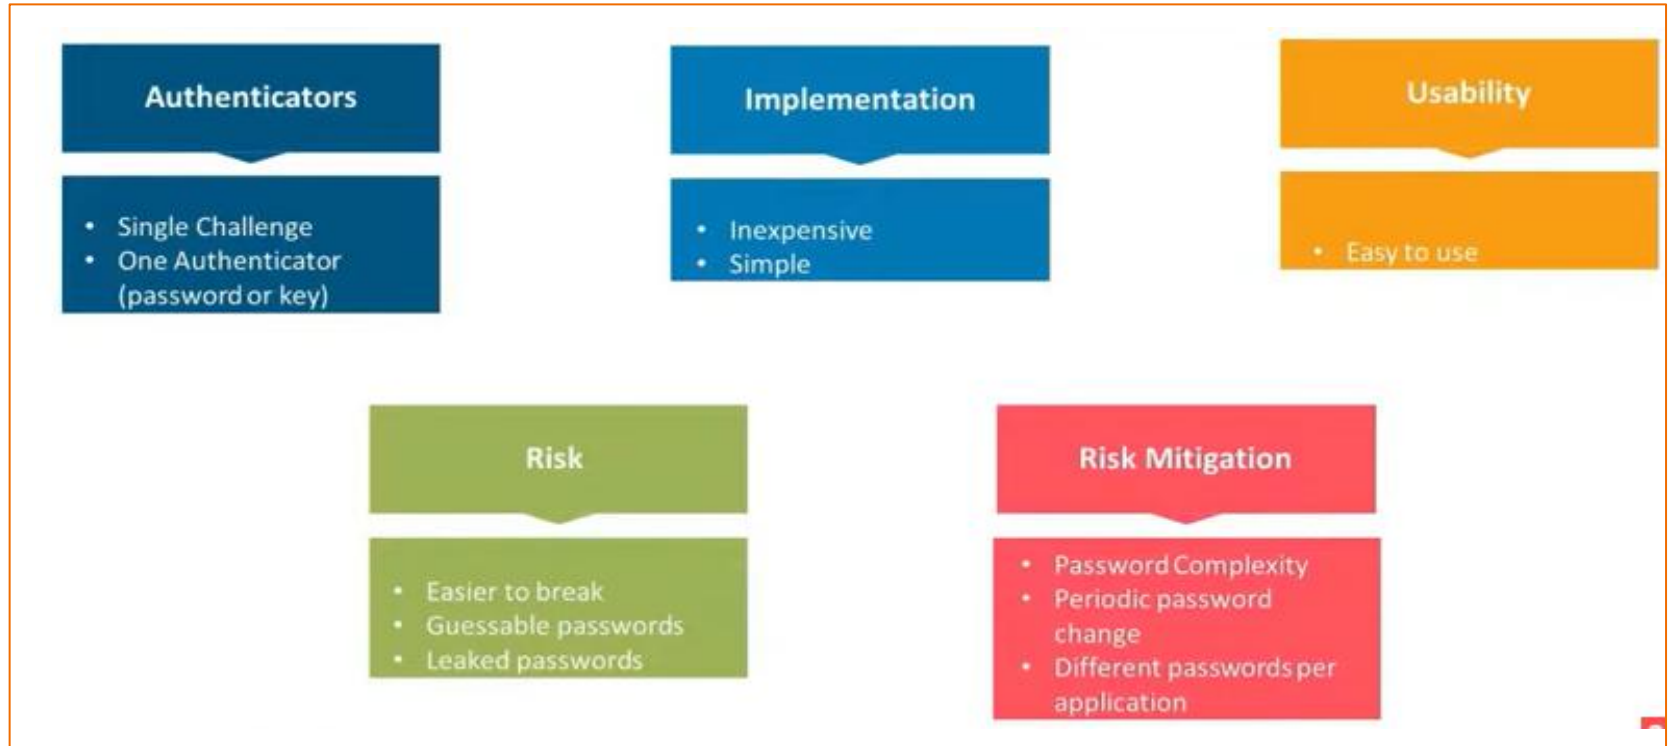 Authenticators
• Single Challenge
• One Authenticator
(password or key)
Implementation
• Inexpensive
• Simple
Usability
• Easy to use
Risk
• Easier to break
• Guessable passwords
• Leaked passwords
Risk Mitigation
• Password Complexity
• Periodic password
change
• Different passwords per
application